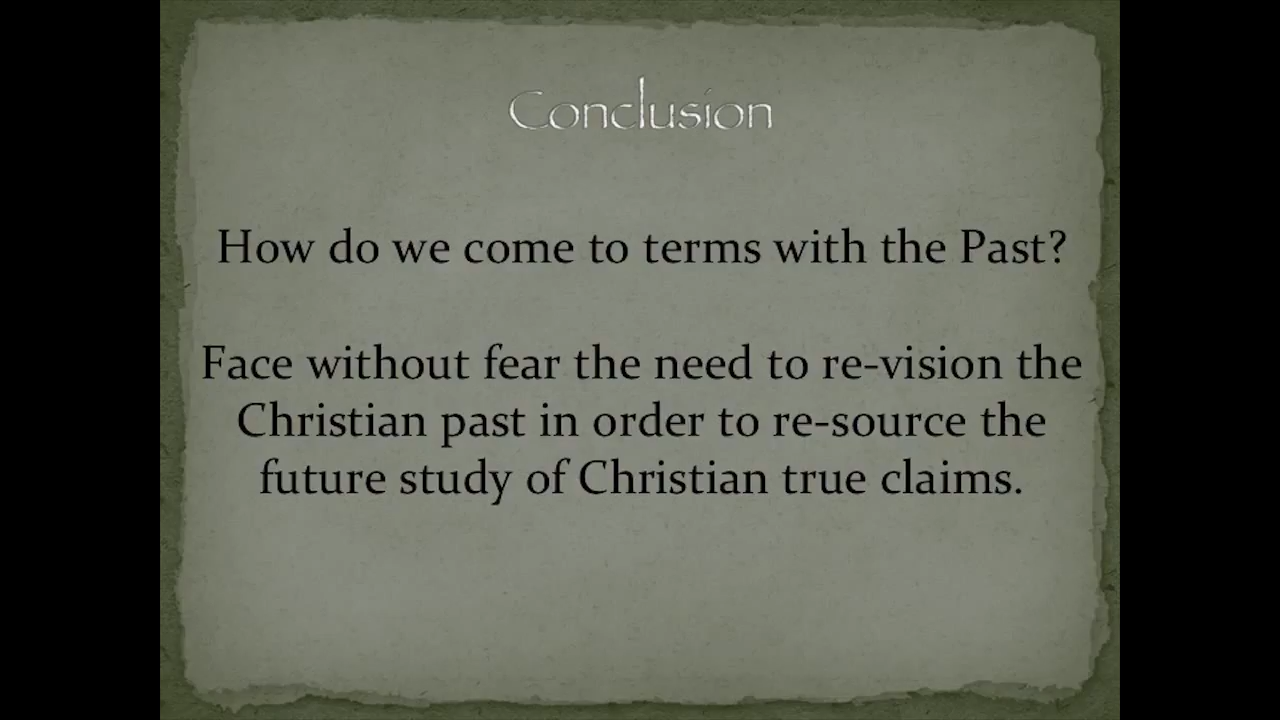 Conclusion
How do we come to terms with the Past?
Face without fear the need to re-vision the
Christian past in order to re-source the
future study of Christian true claims.